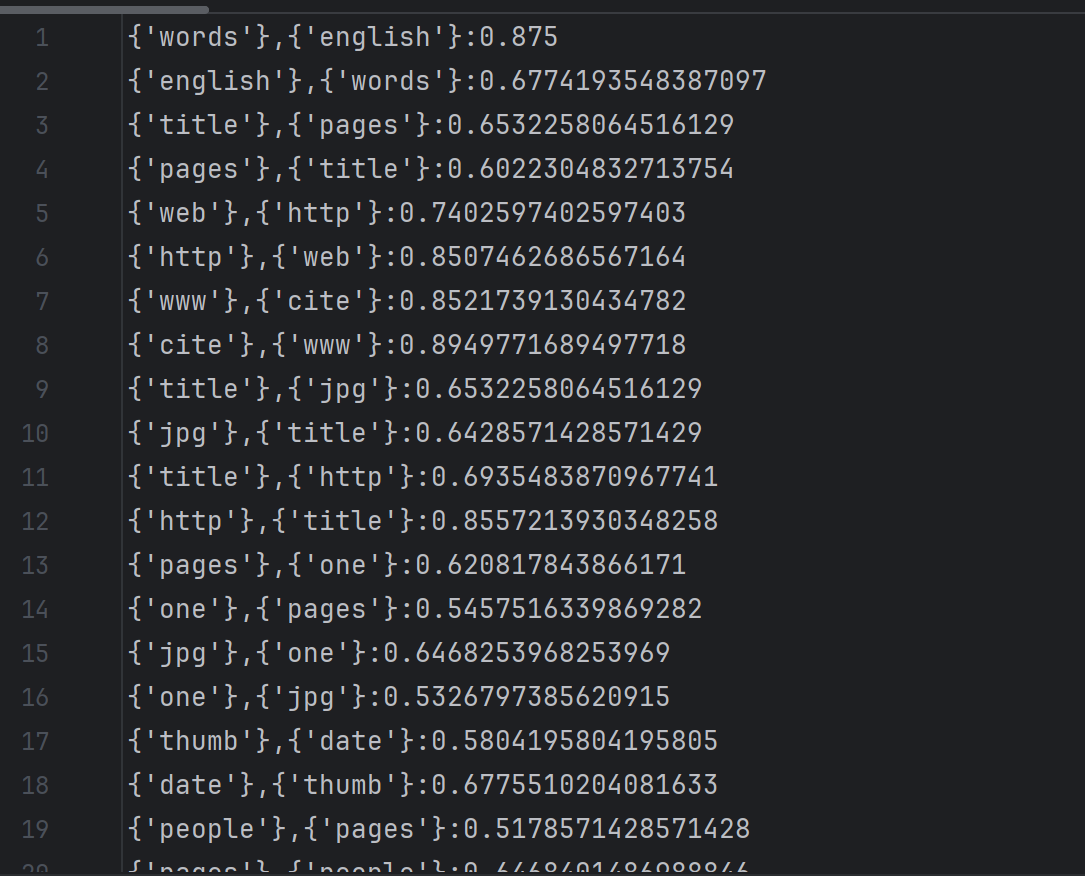 1 {'words'},{'english'}:0.875
2 {'english'},{'words'}:0.6774193548387097
3 {'title'},{'pages'}:0.6532258064516129
4 {'pages'},{'title'}:0.6022304832713754
5 {'web'},{'http'}:0.7402597402597403
6 {'http'},{'web'}:0.8507462686567164
7 {'www'},{'cite'}:0.8521739130434782
8 {'cite'},{'www'}:0.8949771689497718
9 {'title'},{'jpg'}:0.6532258064516129
10 {'jpg'},{'title'}:0.6428571428571429
11 {'title'},{'http'}:0.6935483870967741
12 {'http'},{'title'}:0.8557213930348258
13 {'pages'},{'one'}:0.620817843866171
14 {'one'},{'pages'}:0.5457516339869282
15 {'jpg'},{'one'}:0.6468253968253969
16 {'one'},{'jpg'}:0.5326797385620915
17 {'thumb'},{'date'}:0.5804195804195805
18 {'date'},{'thumb'}:0.6775510204081633
19 {'people'},{'pages'}:0.5178571428571428
20 {'pages'},{'people'}:0.6468401486988846